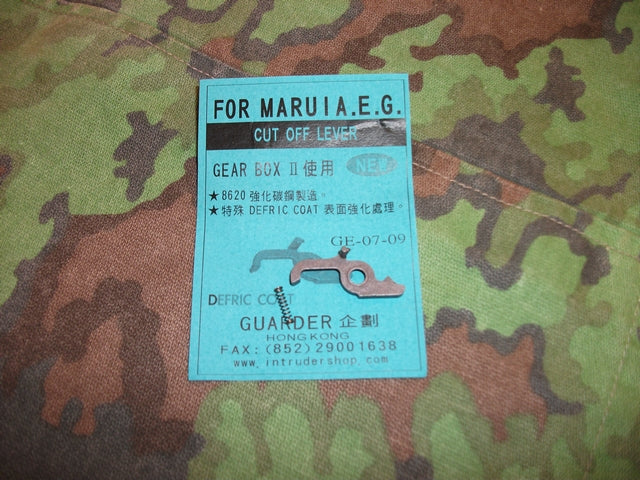 FOR MARUI A.E.G.
CUT OFF LEVER
GEAR BOX II 使用 NEW
★8620 強化碳鋼製造。
★特殊 DEFRIC COAT 表面強化處理。
GE-07-09
DEFRIC COAT
GUARDER 企劃
HONG KONG
FAX:(852)29001638
www.intrudershop.com